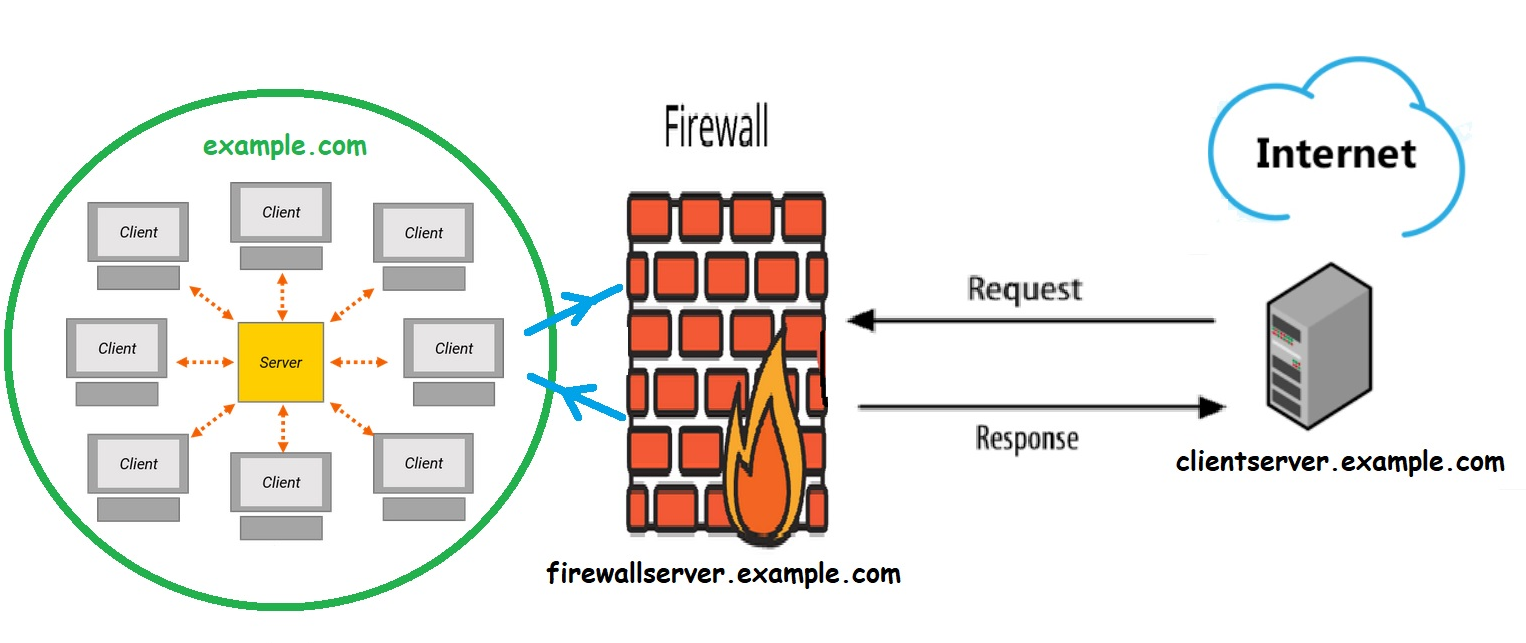 Firewall
Internet
example.com
Client
Client
Client
Request
Client
Server
Client
Response
Client
Client
Client
clientserver.example.com
firewallserver.example.com